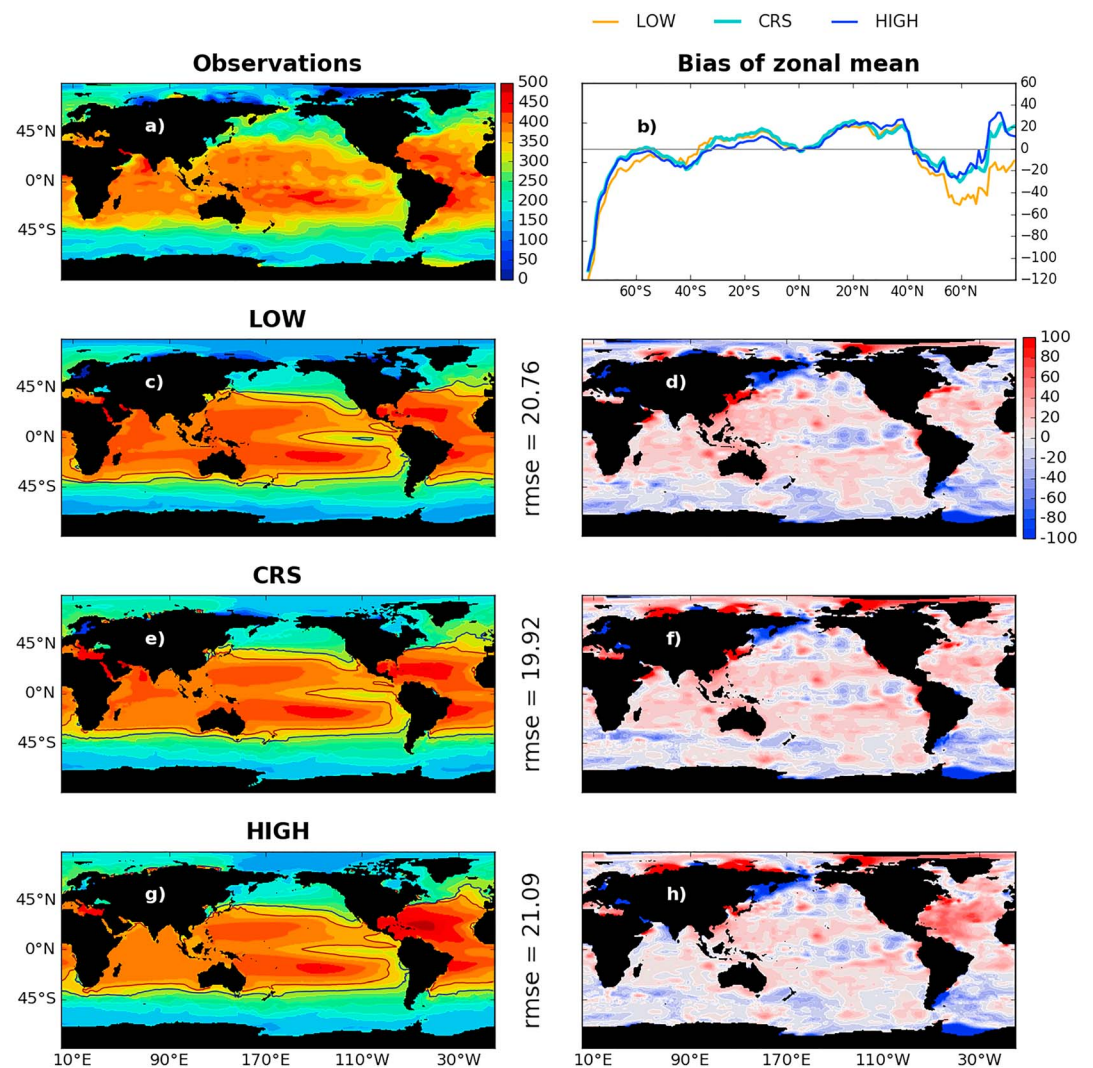 LOW CRS HIGH
Observations
Bias of zonal mean
a)
45°N
0°N
45°S
500
450
400
350
300
250
200
150
100
50
0
b)
60
40
20
0
−20
−40
−60
−80
−100
−120
60°S 40°S 20°S 0°N 20°N 40°N 60°N
LOW
c)
45°N
0°N
45°S
rmse = 20.76
d)
100
80
60
40
20
0
-20
-40
-60
-80
-100
CRS
e)
45°N
0°N
45°S
rmse = 19.92
f)
HIGH
g)
45°N
0°N
45°S
rmse = 21.09
h)
10°E 90°E 170°E 110°W 30°W
10°E 90°E 170°E 110°W 30°W